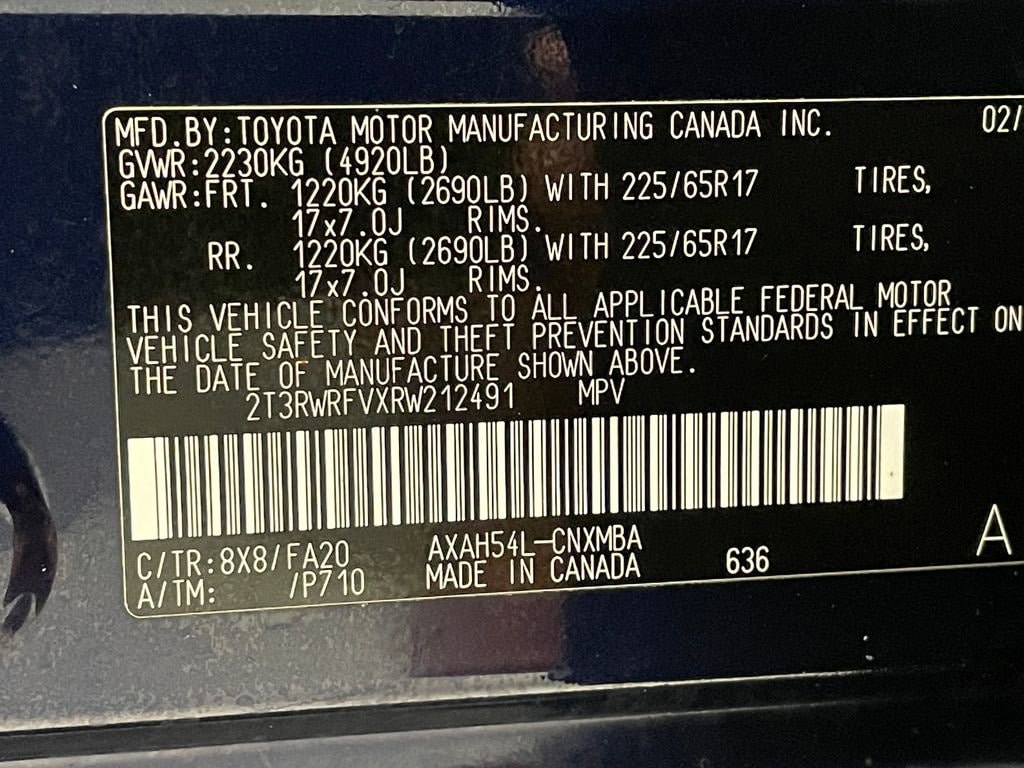 MFD.BY:TOYOTA MOTOR MANUFACTURING CANADA INC. 02/
GVWR:2230KG (4920LB)
GAWR:FRT. 1220KG (2690LB) WITH 225/65R17 TIRES,
17x7.0J RIMS.
RR. 1220KG (2690LB) WITH 225/65R17 TIRES,
17x7.0J RIMS.
THIS VEHICLE CONFORMS TO ALL APPLICABLE FEDERAL MOTOR
VEHICLE SAFETY AND THEFT PREVENTION STANDARDS IN EFFECT ON
THE DATE OF MANUFACTURE SHOWN ABOVE.
2T3RWRFVXRW212491 MPV
C/TR:8X8/FA20 AXAH54L-CNXMBA
A/TM: /P710 MADE IN CANADA 636 A